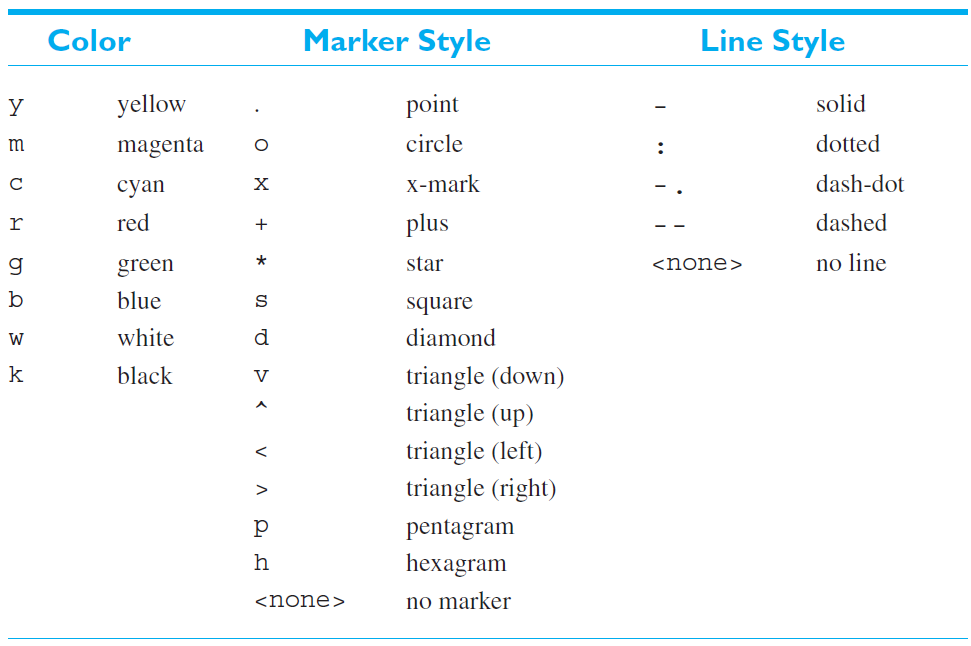 Color Marker Style Line Style
y yellow . point - solid
m magenta o circle : dotted
c cyan x x-mark -. dash-dot
r red + plus -- dashed
g green * star <none> no line
b blue s square
w white d diamond
k black v triangle (down)
^ triangle (up)
< triangle (left)
> triangle (right)
p pentagram
h hexagram
<none> no marker